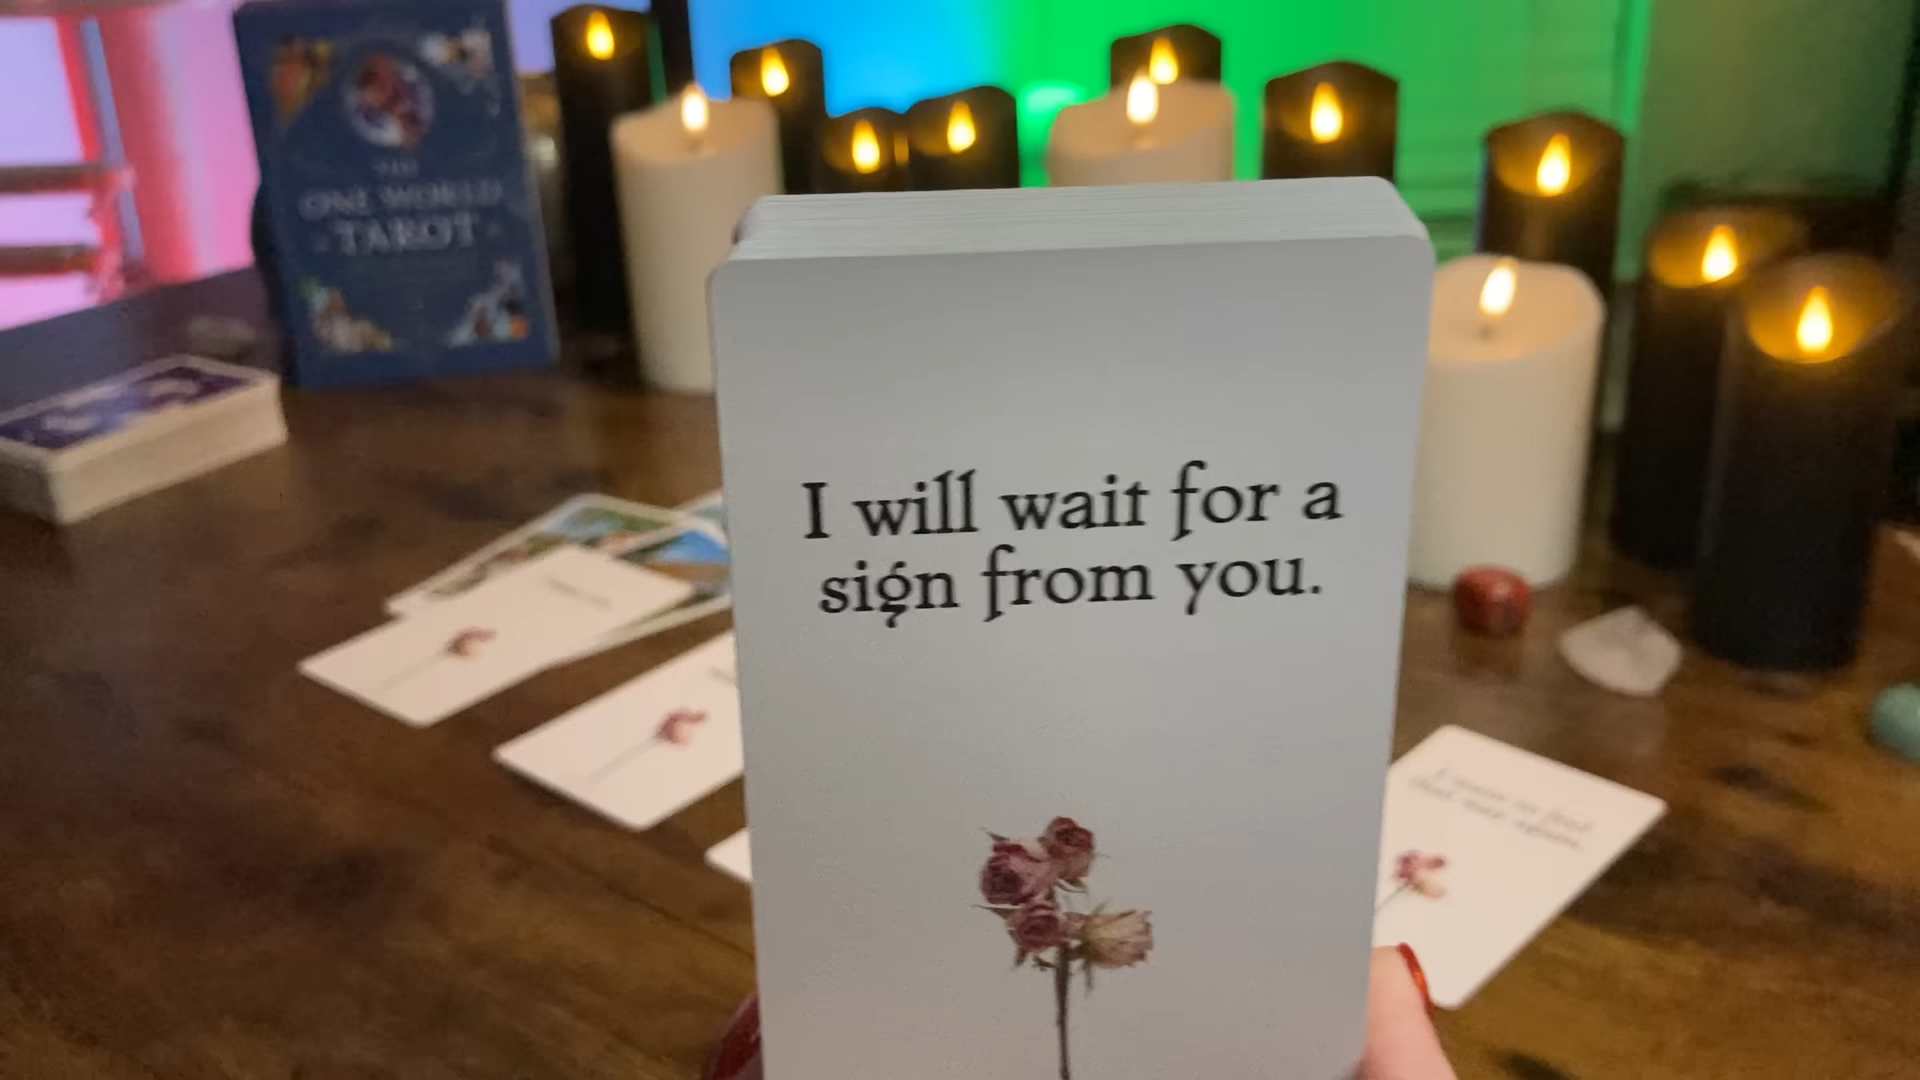 THE
ONE WORLD
- TAROT -
I will wait for a
sign from you.